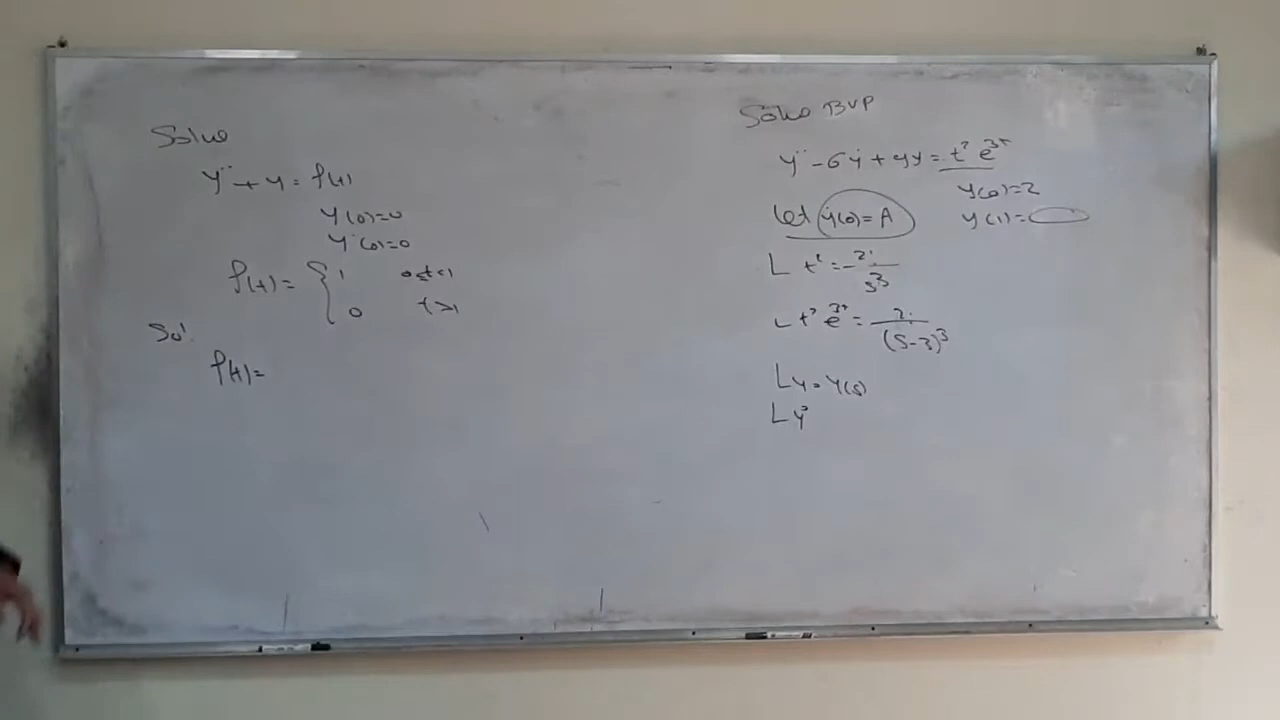 Solve
y¨ + y = f(t)
y(0)=0
y˙(0)=0
f(t) = { 1 0≤t<1
0 t>1
Sol
f(t)=
Solve BVP
y¨ - 6y˙ + 9y = t² e^3t
y(0)=2
let y˙(0) = A y(1) =
L t² = 2! / s³
L t² e^3t = 2! / (s-3)³
L y = y(s)
L y˙